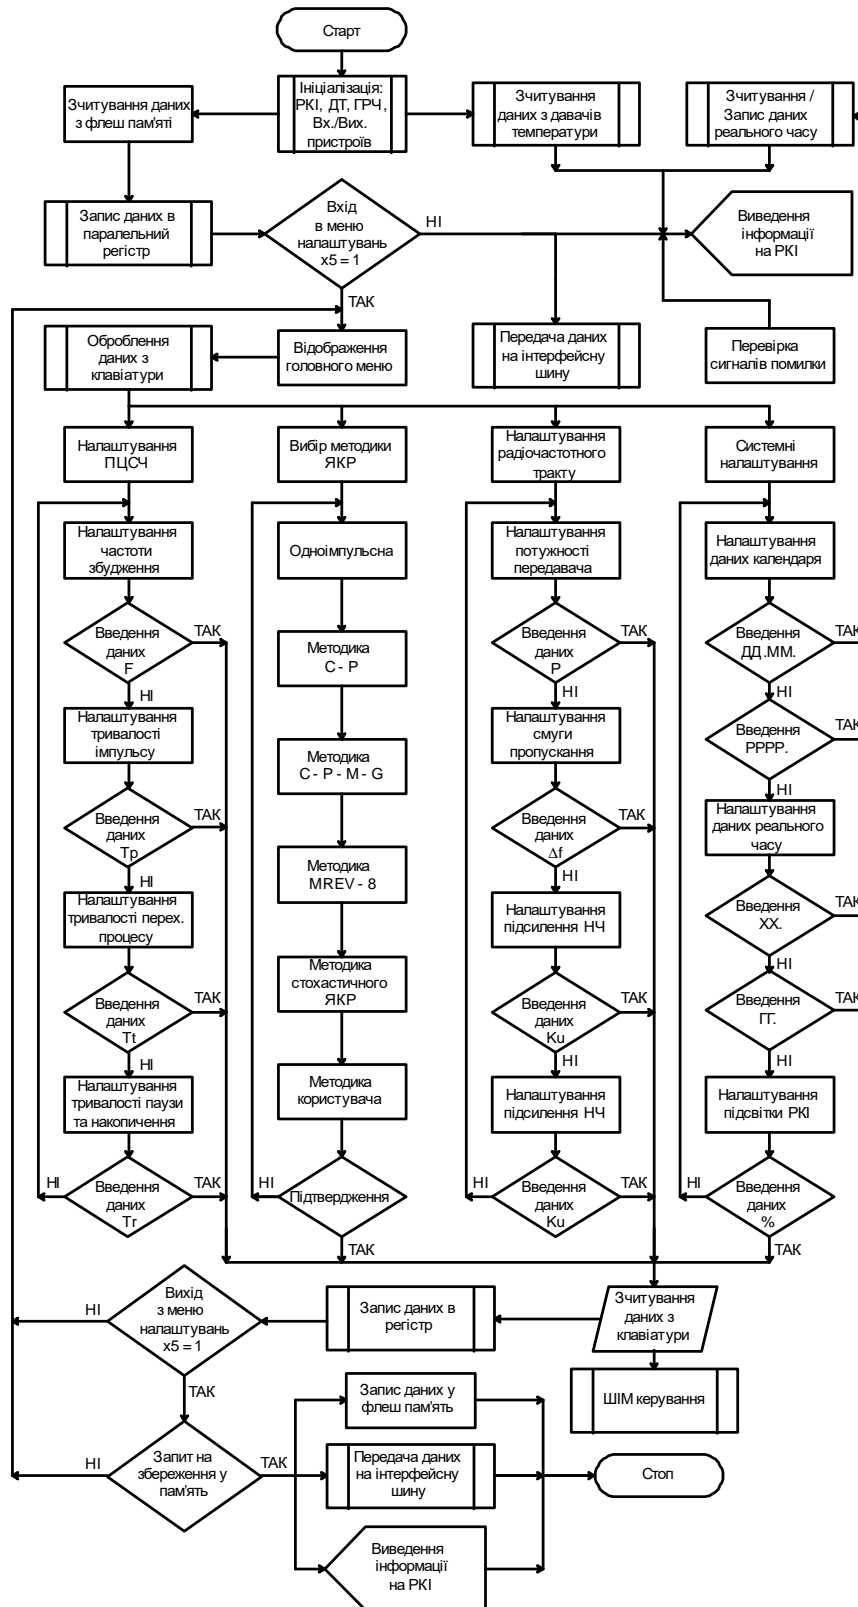 Старт
Зчитування даних
з флеш пам'яті
Ініціалізація:
РКІ, ДТ, ГРЧ,
Вх./Вих.
пристроїв
Зчитування
даних з давачів
температури
Зчитування /
Запис даних
реального часу
Запис даних в
паралельний
регістр
Вхід
в меню
налаштувань
x5 = 1
НІ
Виведення
інформації
на РКІ
ТАК
Оброблення
даних з
клавіатури
Відображення
головного меню
Передача даних
на інтерфейсну
шину
Перевірка
сигналів помилки
Налаштування
ПЦСЧ
Вибір методики
ЯКР
Налаштування
радіочастотного
тракту
Системні
налаштування
Налаштування
частоти
збудження
Одноімпульсна
Налаштування
потужності
передавача
Налаштування
даних календаря
Введення
даних
F
ТАК
Методика
С - Р
Введення
даних
P
ТАК
Введення
ДД.ММ.
ТАК
НІ
НІ
НІ
Налаштування
тривалості
імпульсу
Методика
C - P - M - G
Налаштування
смуги
пропускання
Введення
РРРР.
ТАК
НІ
Введення
даних
Tp
ТАК
Методика
MREV - 8
Введення
даних
Δf
ТАК
Налаштування
даних реального
часу
НІ
НІ
Налаштування
тривалості перех.
процесу
Методика
стохастичного
ЯКР
Налаштування
підсилення НЧ
Введення
ХХ.
ТАК
НІ
Введення
даних
Tt
ТАК
Методика
користувача
Введення
даних
Ku
ТАК
Введення
ГГ.
ТАК
НІ
НІ
НІ
Налаштування
тривалості паузи
та накопичення
Налаштування
підсилення НЧ
Налаштування
підсвітки РКІ
НІ
Введення
даних
Tr
ТАК
НІ
Підтвердження
ТАК
НІ
Введення
даних
Ku
ТАК
НІ
Введення
даних
%
ТАК
Вихід
з меню
налаштувань
x5 = 1
НІ
Запис даних в
регістр
Зчитування
даних з
клавіатури
ТАК
ШІМ керування
Запис даних у
флеш пам'ять
НІ
Запит на
збереження у
пам'ять
ТАК
Передача даних
на інтерфейсну
шину
Стоп
Виведення
інформації
на РКІ